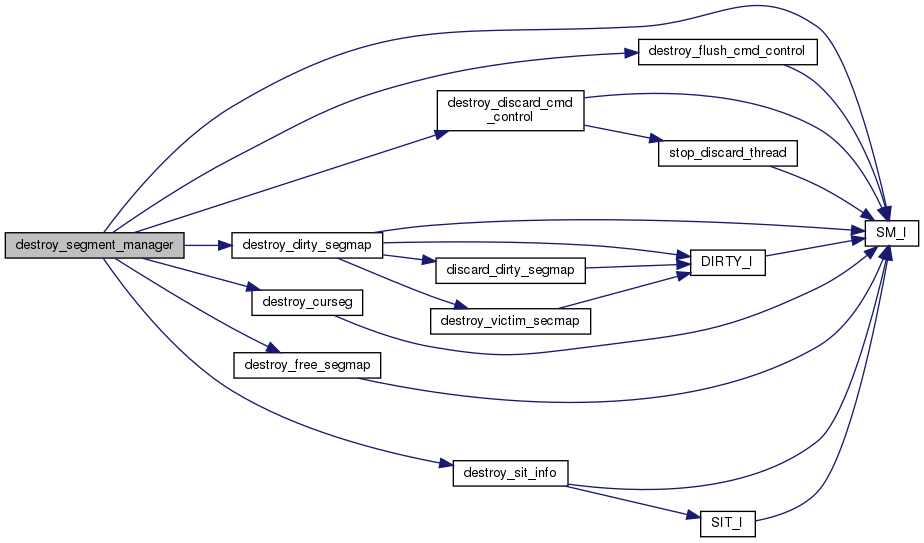 destroy_flush_cmd_control
destroy_discard_cmd
_control
stop_discard_thread
SM_I
destroy_segment_manager
destroy_dirty_segmap
DIRTY_I
discard_dirty_segmap
destroy_curseg
destroy_victim_secmap
destroy_free_segmap
destroy_sit_info
SIT_I